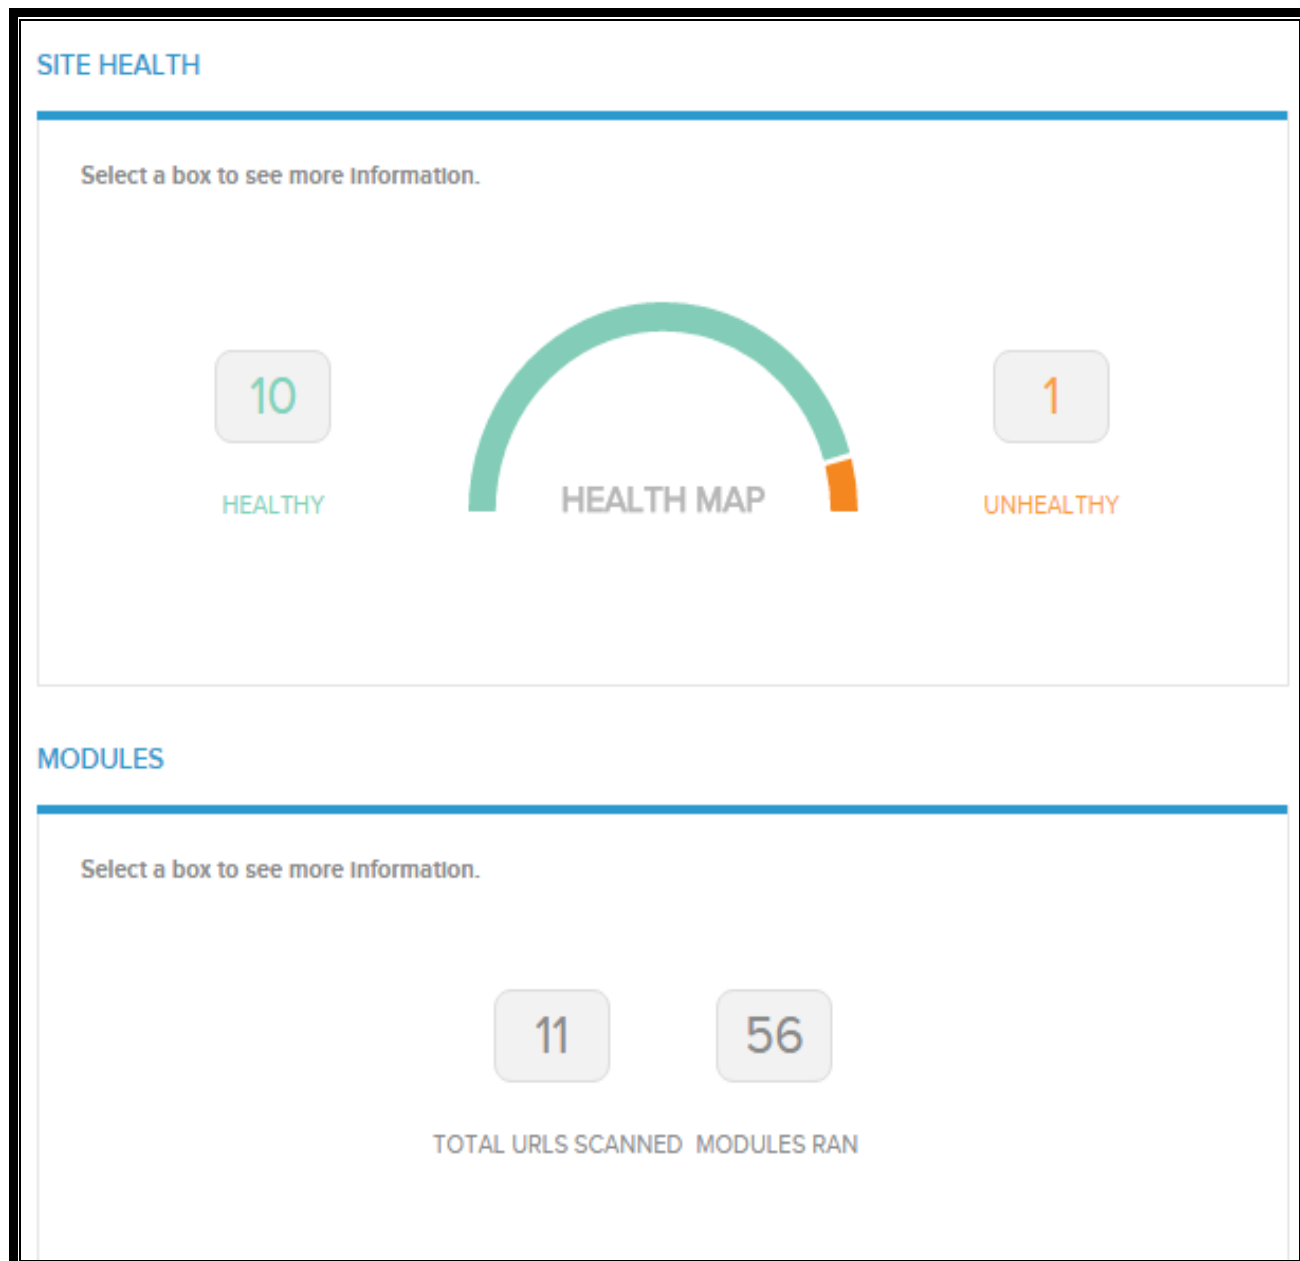 SITE HEALTH
Select a box to see more information.
10
1
HEALTHY
HEALTH MAP
UNHEALTHY
MODULES
Select a box to see more information.
11
56
TOTAL URLS SCANNED
MODULES RAN